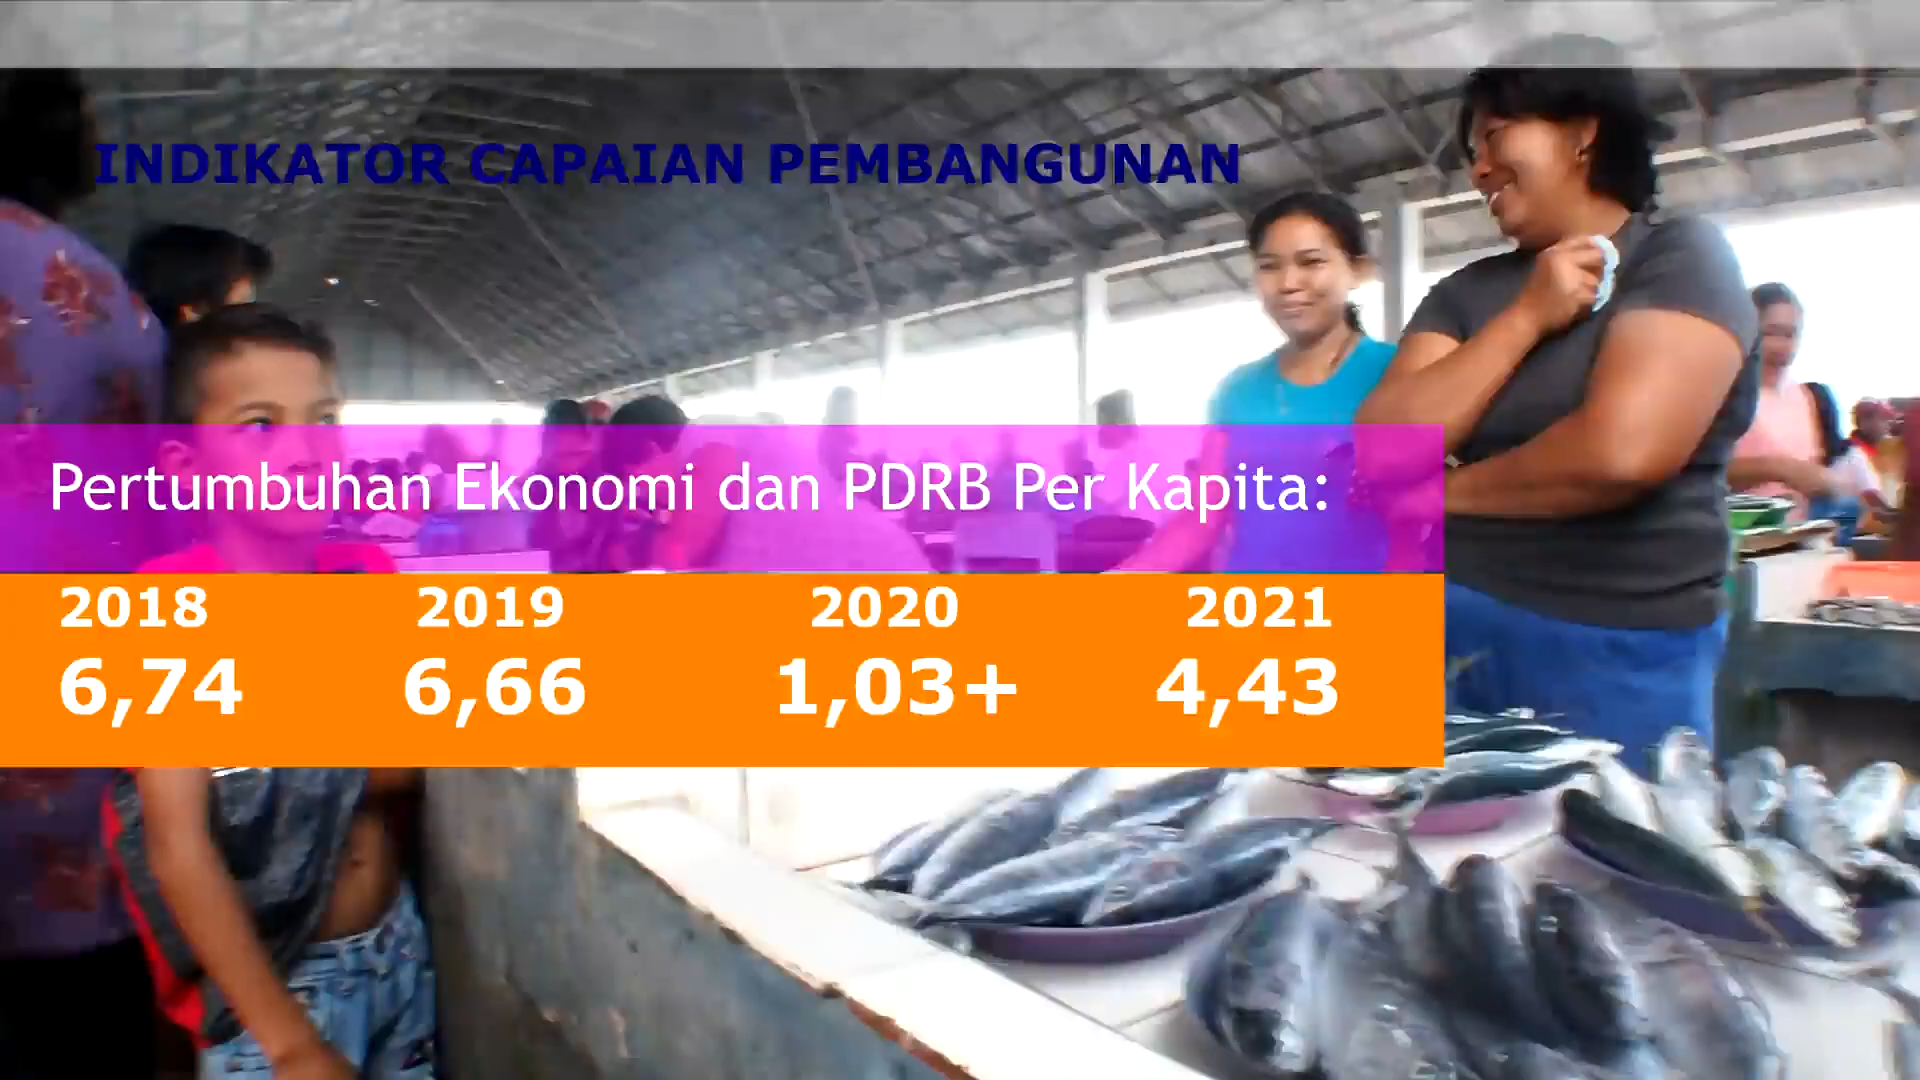 INDIKATOR CAPAIAN PEMBANGUNAN
Pertumbuhan Ekonomi dan PDRB Per Kapita:
2018 2019 2020 2021
6,74 6,66 1,03+ 4,43